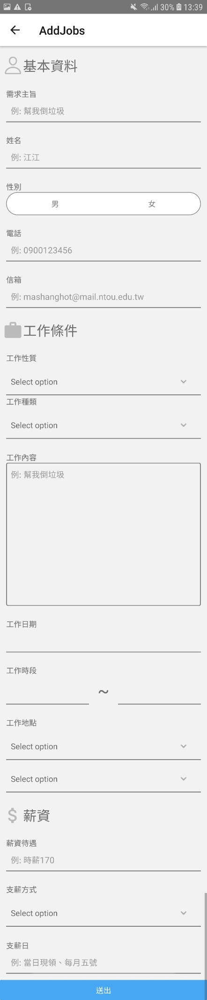 30% 13:39
AddJobs
基本資料
需求主旨
例: 幫我倒垃圾
姓名
例: 江江
性別
男 女
電話
例: 0900123456
信箱
例: mashanghot@mail.ntou.edu.tw
工作條件
工作性質
Select option
工作種類
Select option
工作內容
例: 幫我倒垃圾
工作日期
工作時段
~
工作地點
Select option
Select option
$ 薪資
薪資待遇
例: 時薪170
支薪方式
Select option
支薪日
例: 當日現領、每月五號
送出